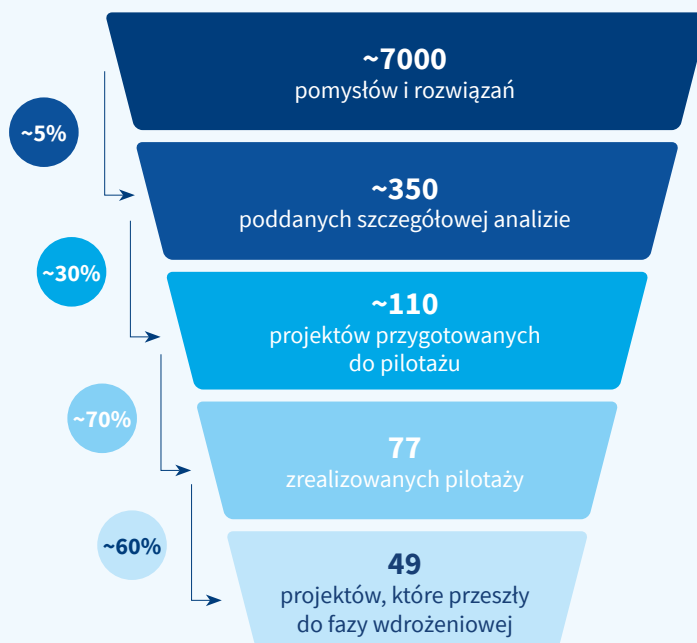 ~7000
pomysłów i rozwiązań
~5%
~350
poddanych szczegółowej analizie
~30%
~110
projektów przygotowanych
do pilotażu
~70%
77
zrealizowanych pilotaży
~60%
49
projektów, które przeszły
do fazy wdrożeniowej